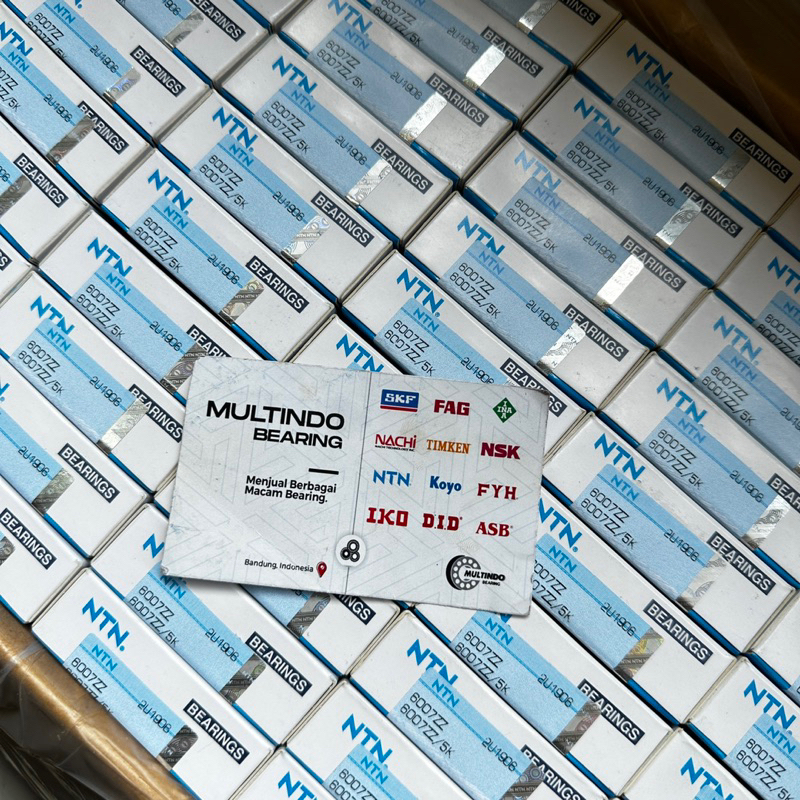 MULTINDO
BEARING
Menjual Berbagai
Macam Bearing.
Bandung, Indonesia
SKF FAG INA
NACHi TIMKEN NSK
NTN Koyo FYH
IKO D.I.D ASB
MULTINDO
BEARING
NTN
NTN
6007ZZ
6007ZZ/5K
2U1906
BEARINGS